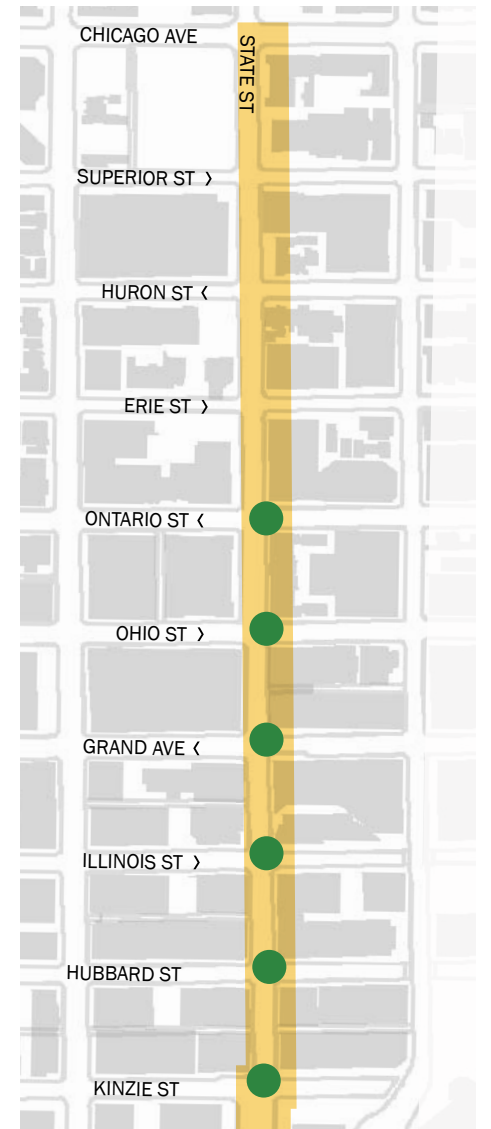 CHICAGO AVE
STATE ST
SUPERIOR ST >
HURON ST <
ERIE ST >
ONTARIO ST <
OHIO ST >
GRAND AVE <
ILLINOIS ST >
HUBBARD ST
KINZIE ST